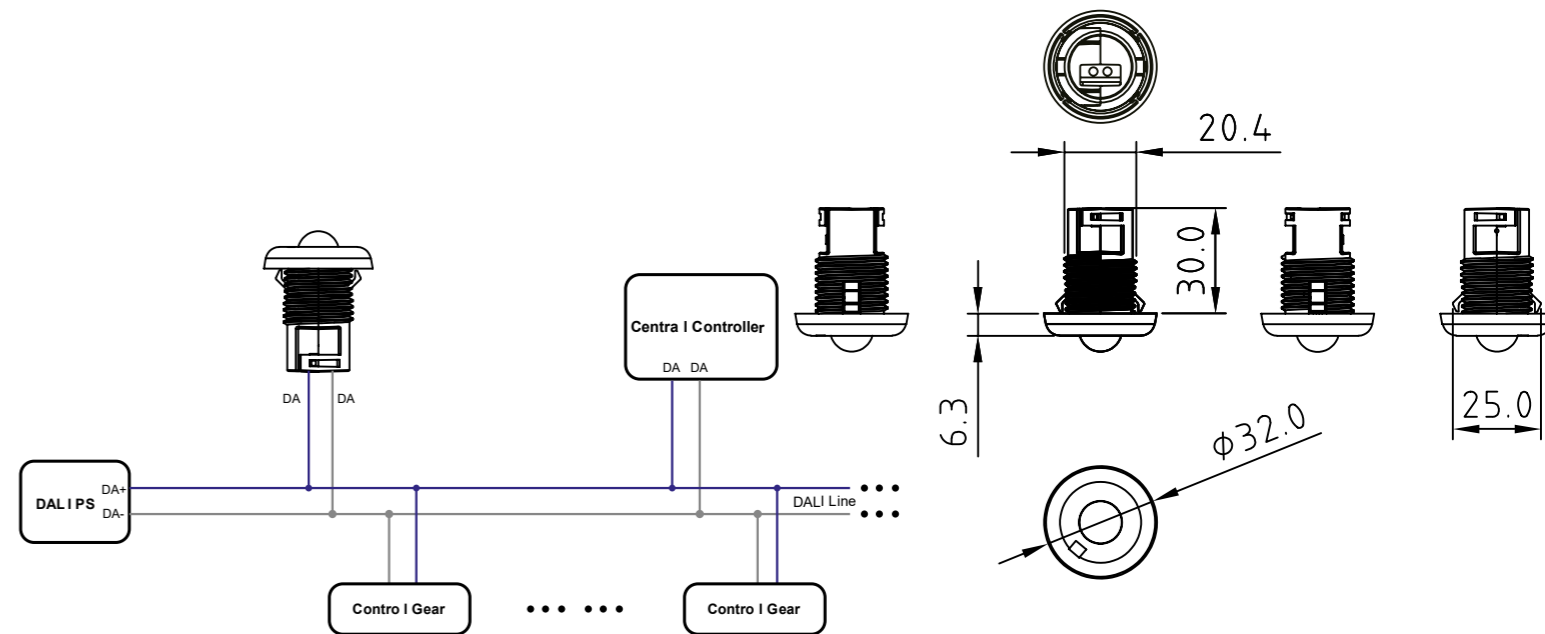 20.4
30.0
Centra l Controller
DA DA
DA DA
6.3
25.0
ϕ32.0
DA+
DAL I PS
DA-
DALI Line
Contro l Gear
Contro l Gear